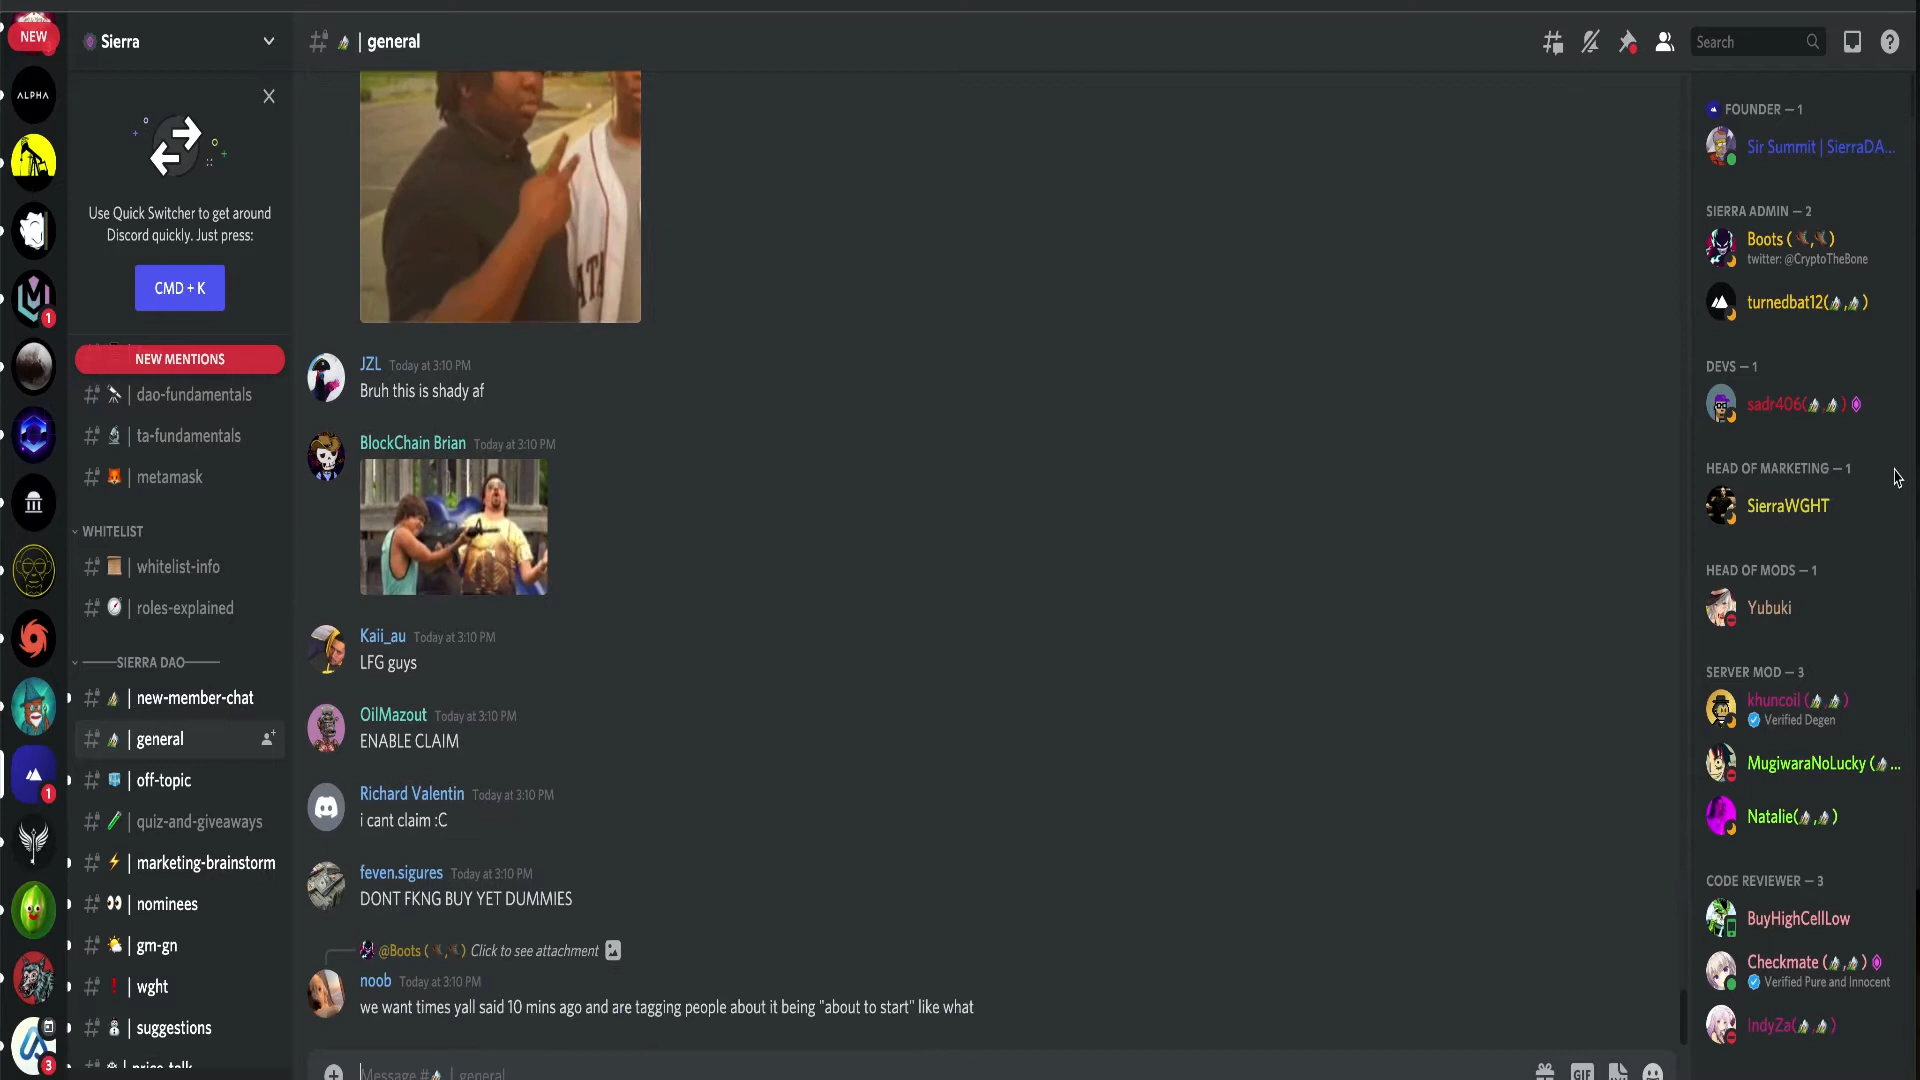 NEW
ALPHA
1
1
3
Sierra
Use Quick Switcher to get around
Discord quickly. Just press:
CMD + K
NEW MENTIONS
| dao-fundamentals
| ta-fundamentals
| metamask
WHITELIST
| whitelist-info
| roles-explained
SIERRA DAO
| new-member-chat
| general
| off-topic
| quiz-and-giveaways
| marketing-brainstorm
| nominees
| gm-gn
| wght
| suggestions
| price-talk
| general
Search
JZL Today at 3:10 PM
Bruh this is shady af
BlockChain Brian Today at 3:10 PM
Kaii_au Today at 3:10 PM
LFG guys
OilMazout Today at 3:10 PM
ENABLE CLAIM
Richard Valentin Today at 3:10 PM
i cant claim :C
feven.sigures Today at 3:10 PM
DONT FKNG BUY YET DUMMIES
@Boots ( , ) Click to see attachment
noob Today at 3:10 PM
we want times yall said 10 mins ago and are tagging people about it being "about to start" like what
Message # | general
GIF
FOUNDER — 1
Sir Summit | SierraDA...
SIERRA ADMIN — 2
Boots ( , )
twitter: @CryptoTheBone
turnedbat12( , )
DEVS — 1
sadr406( , )
HEAD OF MARKETING — 1
SierraWGHT
HEAD OF MODS — 1
Yubuki
SERVER MOD — 3
khuncoil ( , )
Verified Degen
MugiwaraNoLucky ( ...
Natalie( , )
CODE REVIEWER — 3
BuyHighCellLow
Checkmate ( , )
Verified Pure and Innocent
IndyZa( , )